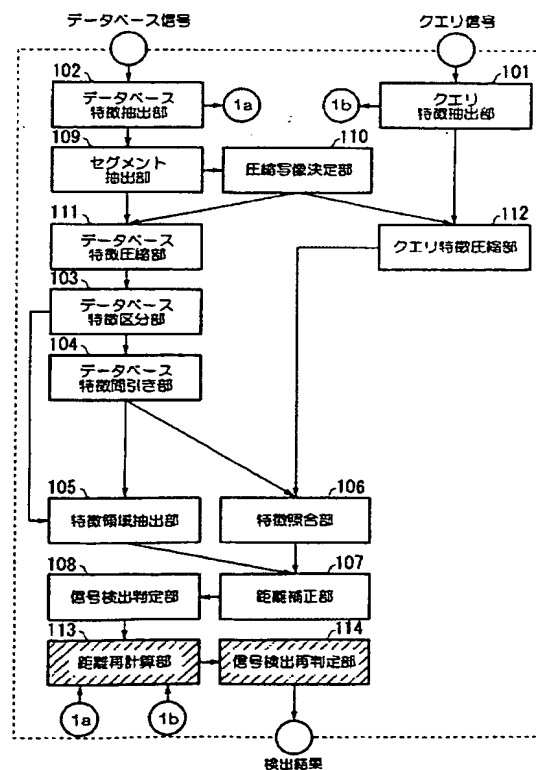 データベース信号
クエリ信号
102
データベース
特徴抽出部
1a
1b
101
クエリ
特徴抽出部
109
セグメント
抽出部
110
圧縮写像決定部
111
データベース
特徴圧縮部
112
クエリ特徴圧縮部
103
データベース
特徴区分部
104
データベース
特徴間引き部
105
特徴領域抽出部
106
特徴照合部
108
信号検出判定部
107
距離補正部
113
距離再計算部
114
信号検出再判定部
1a
1b
検出結果